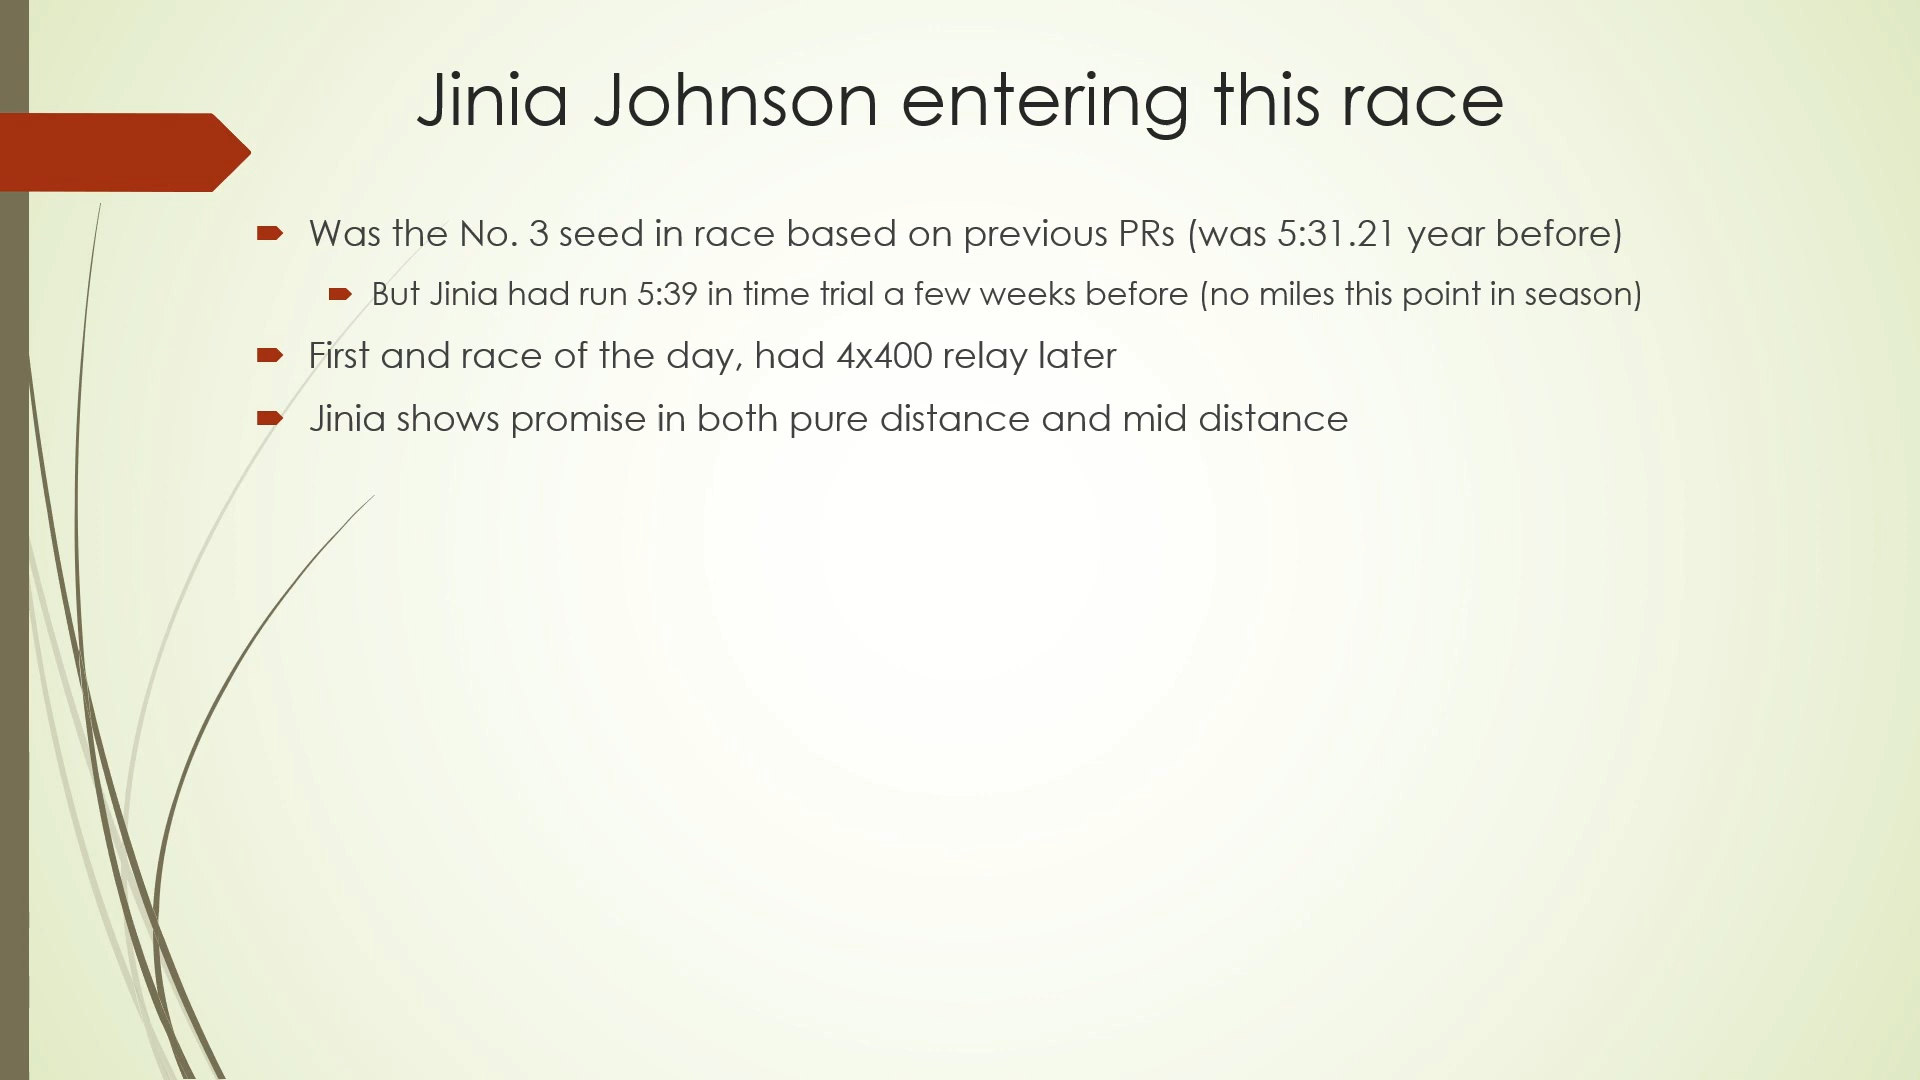 Jinia Johnson entering this race
Was the No. 3 seed in race based on previous PRs (was 5:31.21 year before)
But Jinia had run 5:39 in time trial a few weeks before (no miles this point in season)
First and race of the day, had 4x400 relay later
Jinia shows promise in both pure distance and mid distance